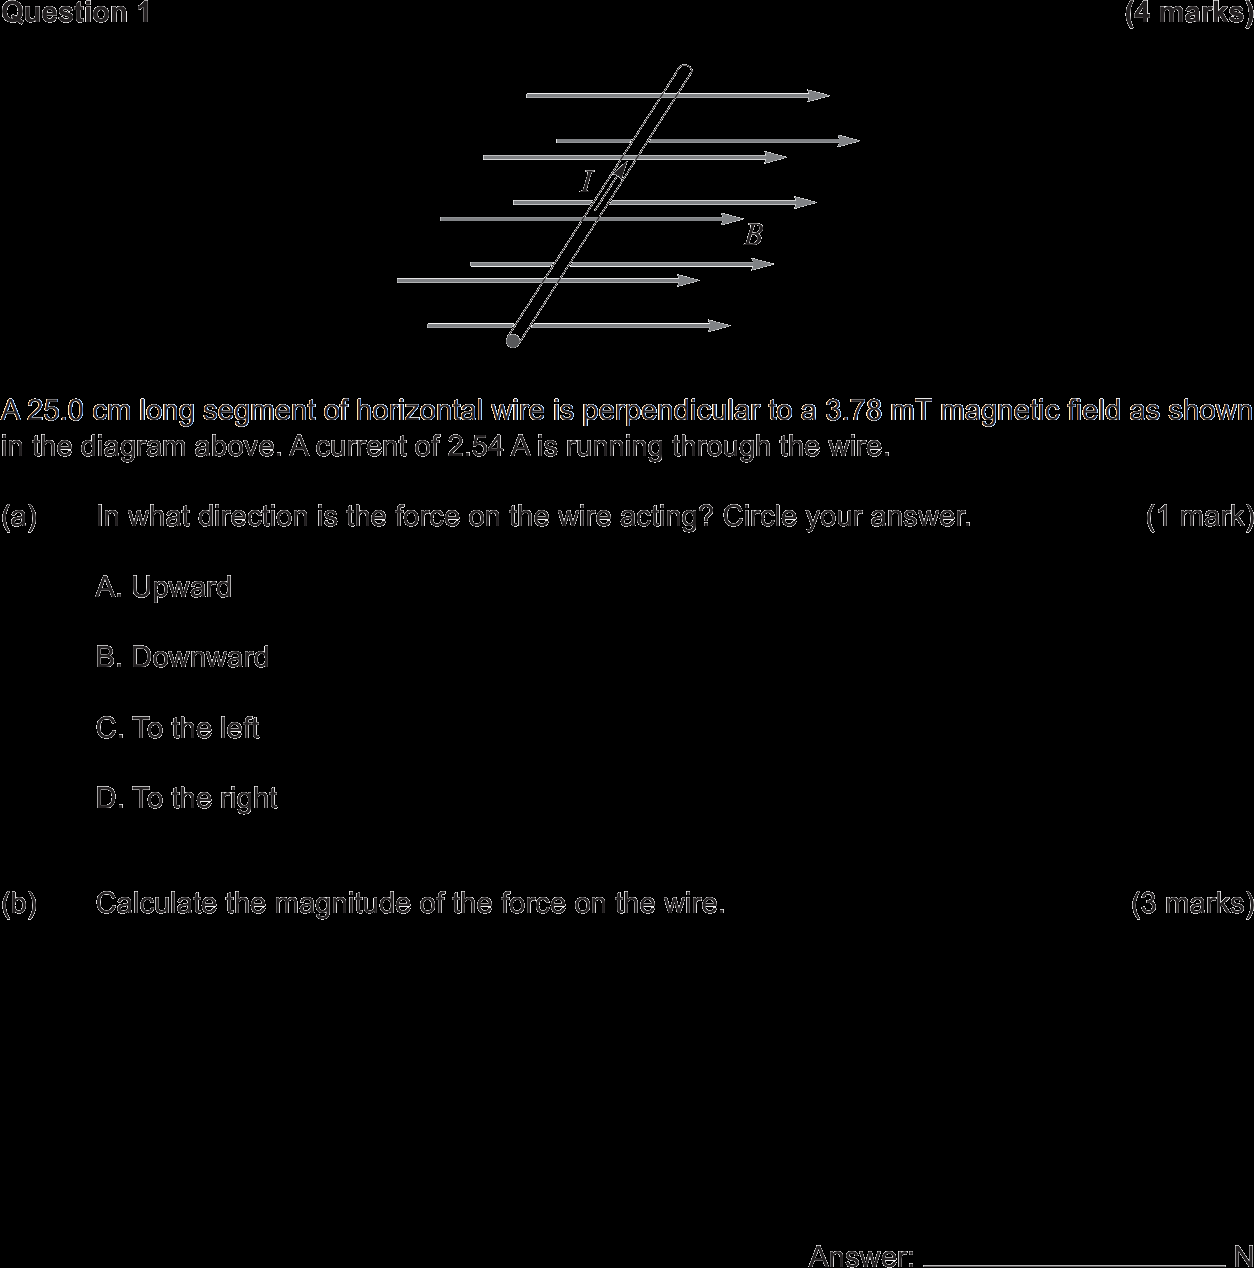 Question 1 (4 marks)
I
B
A 25.0 cm long segment of horizontal wire is perpendicular to a 3.78 mT magnetic field as shown
in the diagram above. A current of 2.54 A is running through the wire.
(a) In what direction is the force on the wire acting? Circle your answer. (1 mark)
A. Upward
B. Downward
C. To the left
D. To the right
(b) Calculate the magnitude of the force on the wire. (3 marks)
Answer: ____________________ N